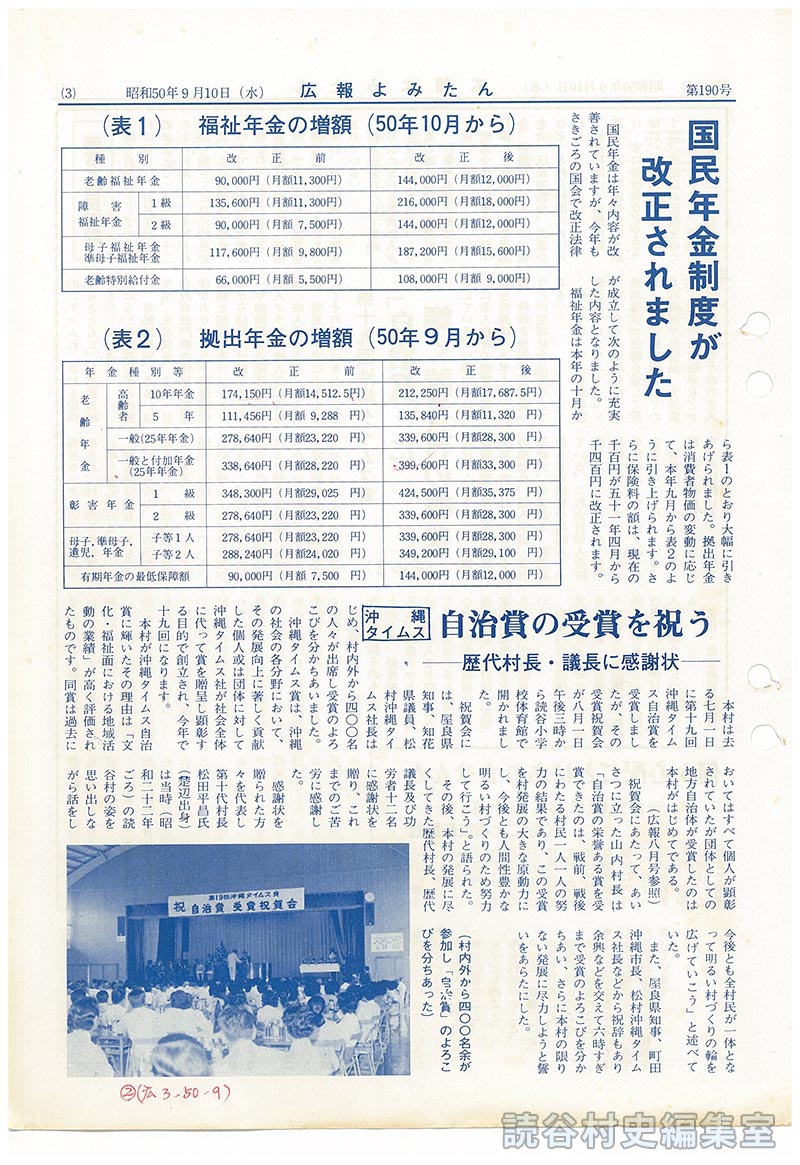 (3)　昭和50年9月10日（水）　広報よみたん　第190号
国民年金制度が
改正されました
国民年金は年々内容が改
善されていますが、今年も
さきごろの国会で改正法律
が成立して次のように充実
した内容となりました。
福祉年金は本年の十月か
ら表1のとおり大幅に引き
あげられました。拠出年金
は消費者物価の変動に応じ
て、本年九月から表2のよ
うに引き上げられます。さ
らに保険料の額は、現在の
千百円が五十一年四月から
千四百円に改正されます。
（表1）　福祉年金の増額（50年10月から）
種別　改正前　改正後
老齢福祉年金　90,000円（月額11,300円）　144,000円（月額12,000円）
障害福祉年金　1級　135,600円（月額11,300円）　216,000円（月額18,000円）
2級　90,000円（月額 7,500円）　144,000円（月額12,000円）
母子福祉年金
準母子福祉年金　117,600円（月額 9,800円）　187,200円（月額15,600円）
老齢特別給付金　66,000円（月額 5,500円）　108,000円（月額 9,000円）
（表2）　拠出年金の増額（50年9月から）
年金種別等　改正前　改正後
老齢年金　高齢者　10年年金　174,150円（月額14,512.5円）　212,250円（月額17,687.5円）
5年　111,456円（月額 9,288 円）　135,840円（月額11,320 円）
一般(25年年金)　278,640円（月額23,220 円）　339,600円（月額28,300 円）
一般と付加年金
(25年年金)　338,640円（月額28,220 円）　399,600円（月額33,300 円）
彰害年金　1級　348,300円（月額29,025 円）　424,500円（月額35,375 円）
2級　278,640円（月額23,220 円）　339,600円（月額28,300 円）
母子,準母子,
遺児,年金　子等1人　278,640円（月額23,220 円）　339,600円（月額28,300 円）
子等2人　288,240円（月額24,020 円）　349,200円（月額29,100 円）
有期年金の最低保障額　90,000円（月額 7,500 円）　144,000円（月額12,000 円）
沖縄
タイムス
自治賞の受賞を祝う
――歴代村長・議長に感謝状――
本村は去
る七月一日
に第十九回
沖縄タイム
ス自治賞を
受賞しまし
たが、その
受賞祝賀会
が八月一日
午後三時か
ら読谷小学
校体育館で
開かれまし
た。
祝賀会に
は、屋良県
知事、知花
県議員、松
村沖縄タイ
ムス社長は
じめ、村内外から四〇〇名
の人々が出席し受賞のよろ
こびを分かちあいました。
沖縄タイムス賞は、沖縄
の社会の各分野において、
その発展向上に著しく貢献
した個人或は団体に対して
沖縄タイムス社が社会全体
に代って賞を贈呈し顕彰す
る目的で創立され、今年で
十九回になります。
本村が沖縄タイムス自治
賞に輝いたその理由は「文
化・福祉面における地域活
動の業績」が高く評価され
たものです。同賞は過去に
おいてはすべて個人が顕彰
されていたが団体としての
地方自治体が受賞したのは
本村がはじめてである。
（広報八月号参照）
祝賀会にあたって、あい
さつに立った山内村長は
「自治賞の栄誉ある賞を受
賞できたのは、戦前、戦後
にわたる村民一人一人の努
力の結果であり、この受賞
を村発展の大きな原動力に
し、今後とも人間性豊かな
明るい村づくりのため努力
して行こう。」と語られた。
その後、本村の発展に尽
くしてきた歴代村長、歴代
議長及び功
労者十二名
に感謝状を
贈り、これ
までのご苦
労に感謝し
た。
感謝状を
贈られた方
々を代表し
第十代村長
松田平昌氏
（楚辺出身）
は当時（昭
和二十二年
ごろ）の読
谷村の姿を
思い出しな
がら話をし
今後とも全村民が一体とな
って明るい村づくりの輪を
広げていこう」と述べて
いた。
また、屋良県知事、町田
沖縄市長、松村沖縄タイム
ス社長などから祝辞もあり
余興などを交えて六時すぎ
まで受賞のよろこびを分か
ちあい、さらに本村の限り
ない発展に尽力しようと誓
いをあらたにした。
（村内外から四〇〇名余が
参加し「自治賞」のよろこ
びを分ちあった）
第19回沖縄タイムス賞
祝　自治賞　受賞祝賀会
②(広3-50-9)
読谷村史編集室